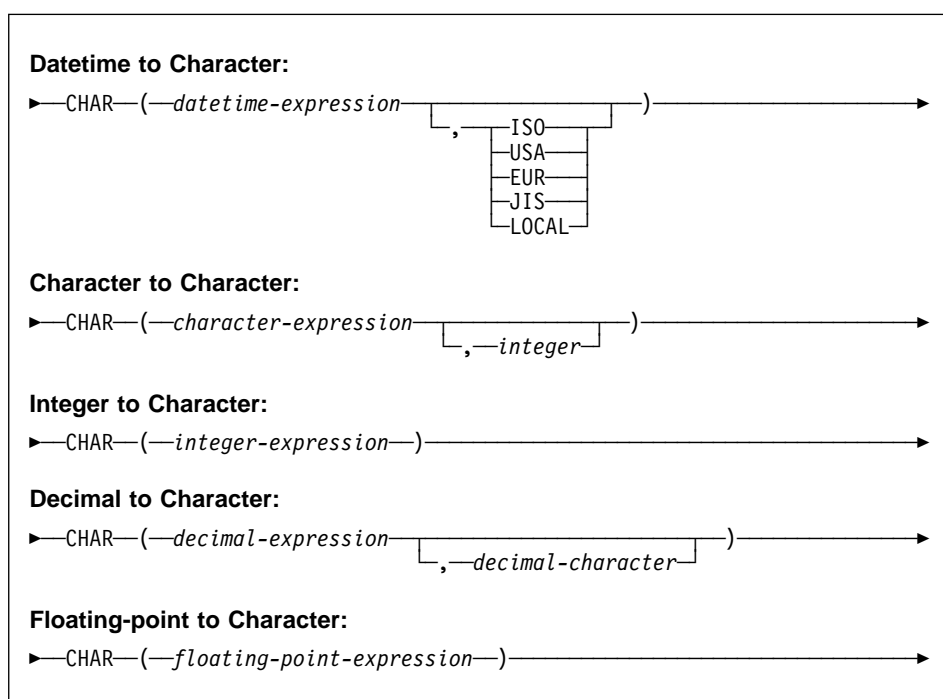 Datetime to Character:
CHAR ( datetime-expression )
, ISO
USA
EUR
JIS
LOCAL
Character to Character:
CHAR ( character-expression )
, integer
Integer to Character:
CHAR ( integer-expression )
Decimal to Character:
CHAR ( decimal-expression )
, decimal-character
Floating-point to Character:
CHAR ( floating-point-expression )